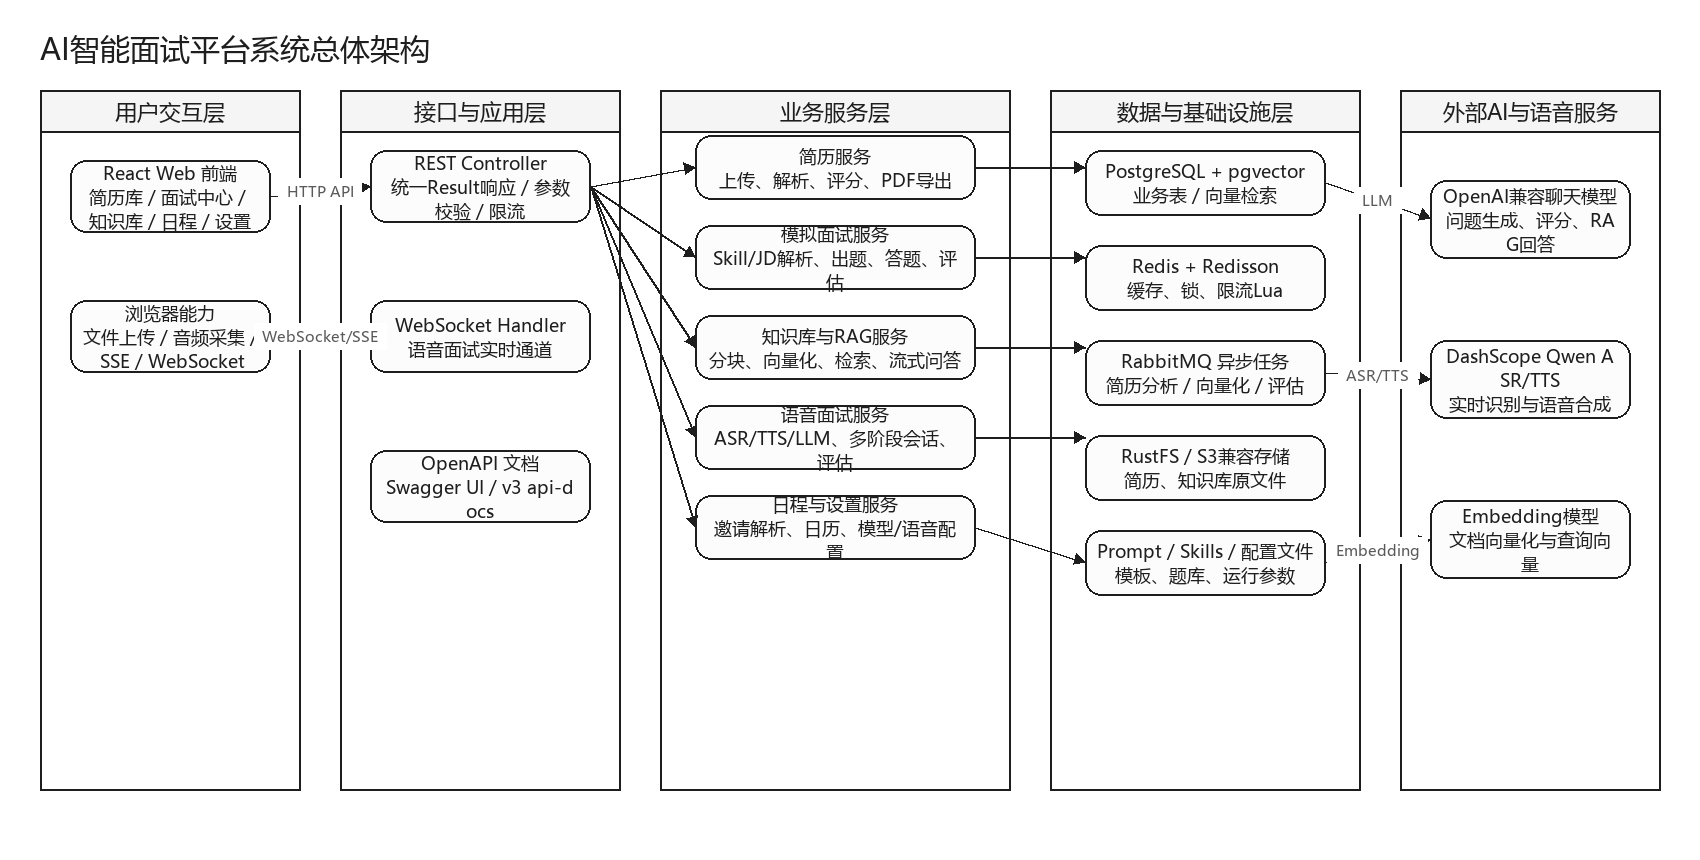 AI智能面试平台系统总体架构
用户交互层
React Web 前端
简历库 / 面试中心 /
知识库 / 日程 / 设置
浏览器能力
文件上传 / 音频采集 /
SSE / WebSocket
HTTP API
WebSocket/SSE
接口与应用层
REST Controller
统一Result响应 / 参数
校验 / 限流
WebSocket Handler
语音面试实时通道
OpenAPI 文档
Swagger UI / v3 api-d
ocs
业务服务层
简历服务
上传、解析、评分、PDF导出
模拟面试服务
Skill/JD解析、出题、答题、评
估
知识库与RAG服务
分块、向量化、检索、流式问答
语音面试服务
ASR/TTS/LLM、多阶段会话、
评估
日程与设置服务
邀请解析、日历、模型/语音配
置
数据与基础设施层
PostgreSQL + pgvector
业务表 / 向量检索
Redis + Redisson
缓存、锁、限流Lua
RabbitMQ 异步任务
简历分析 / 向量化 / 评估
RustFS / S3兼容存储
简历、知识库原文件
Prompt / Skills / 配置文件
模板、题库、运行参数
LLM
ASR/TTS
Embedding
外部AI与语音服务
OpenAI兼容聊天模型
问题生成、评分、RA
G回答
DashScope Qwen A
SR/TTS
实时识别与语音合成
Embedding模型
文档向量化与查询向
量